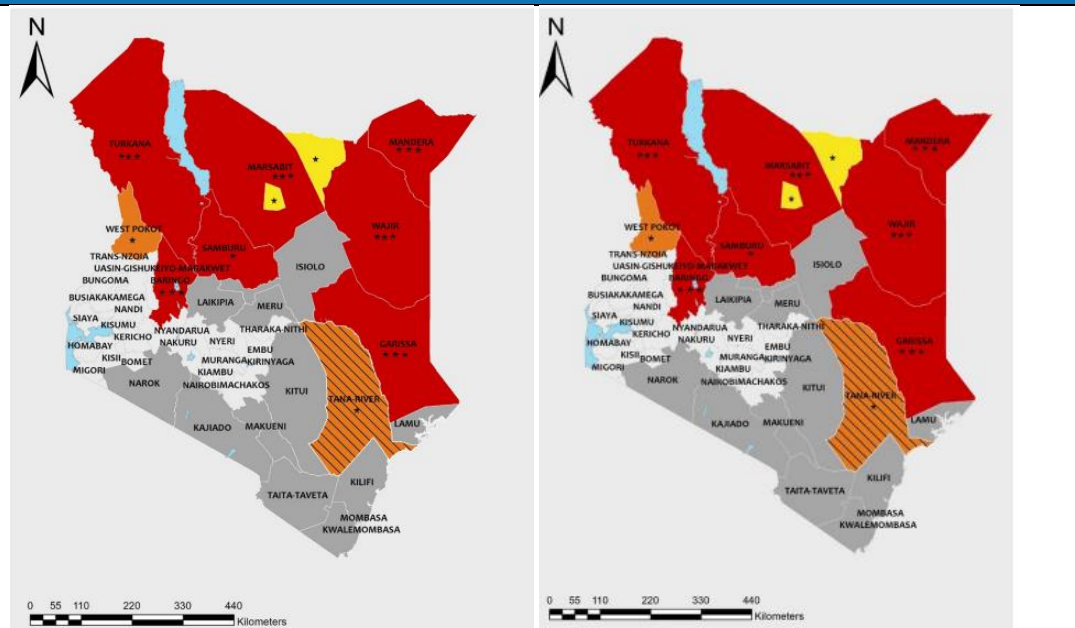 N
TURKANA
MANDERA
MARSABIT
WAJIR
WEST POKOT
SAMBURU
TRANS-NZOIA
ISIOLO
UASIN-GISHU
BARINGO
BUNGOMA
LAIKIPIA
BUSIA KAKAMEGA
NANDI
MERU
SIAYA
KISUMU
NYANDARUA
THARAKA-NITHI
KERICHO
NAKURU
NYERI
HOMABAY
EMBU
GARISSA
KISII
BOMET
MURANGA
KIRINYAGA
MIGORI
KIAMBU
NAROK
NAIROBI
MACHAKOS
KITUI
TANA-RIVER
KAJIADO
MAKUENI
LAMU
KILIFI
TAITA-TAVETA
MOMBASA
KWALE
MOMBASA
0 55 110 220 330 440
Kilometers
N
TURKANA
MANDERA
MARSABIT
WAJIR
WEST POKOT
SAMBURU
TRANS-NZOIA
ISIOLO
UASIN-GISHU
BARINGO
BUNGOMA
LAIKIPIA
BUSIA KAKAMEGA
NANDI
MERU
SIAYA
KISUMU
NYANDARUA
THARAKA-NITHI
KERICHO
NAKURU
NYERI
HOMABAY
EMBU
GARISSA
KISII
BOMET
MURANGA
KIRINYAGA
MIGORI
KIAMBU
NAROK
NAIROBI
MACHAKOS
KITUI
TANA-RIVER
KAJIADO
MAKUENI
LAMU
KILIFI
TAITA-TAVETA
MOMBASA
KWALE
MOMBASA
0 55 110 220 330 440
Kilometers